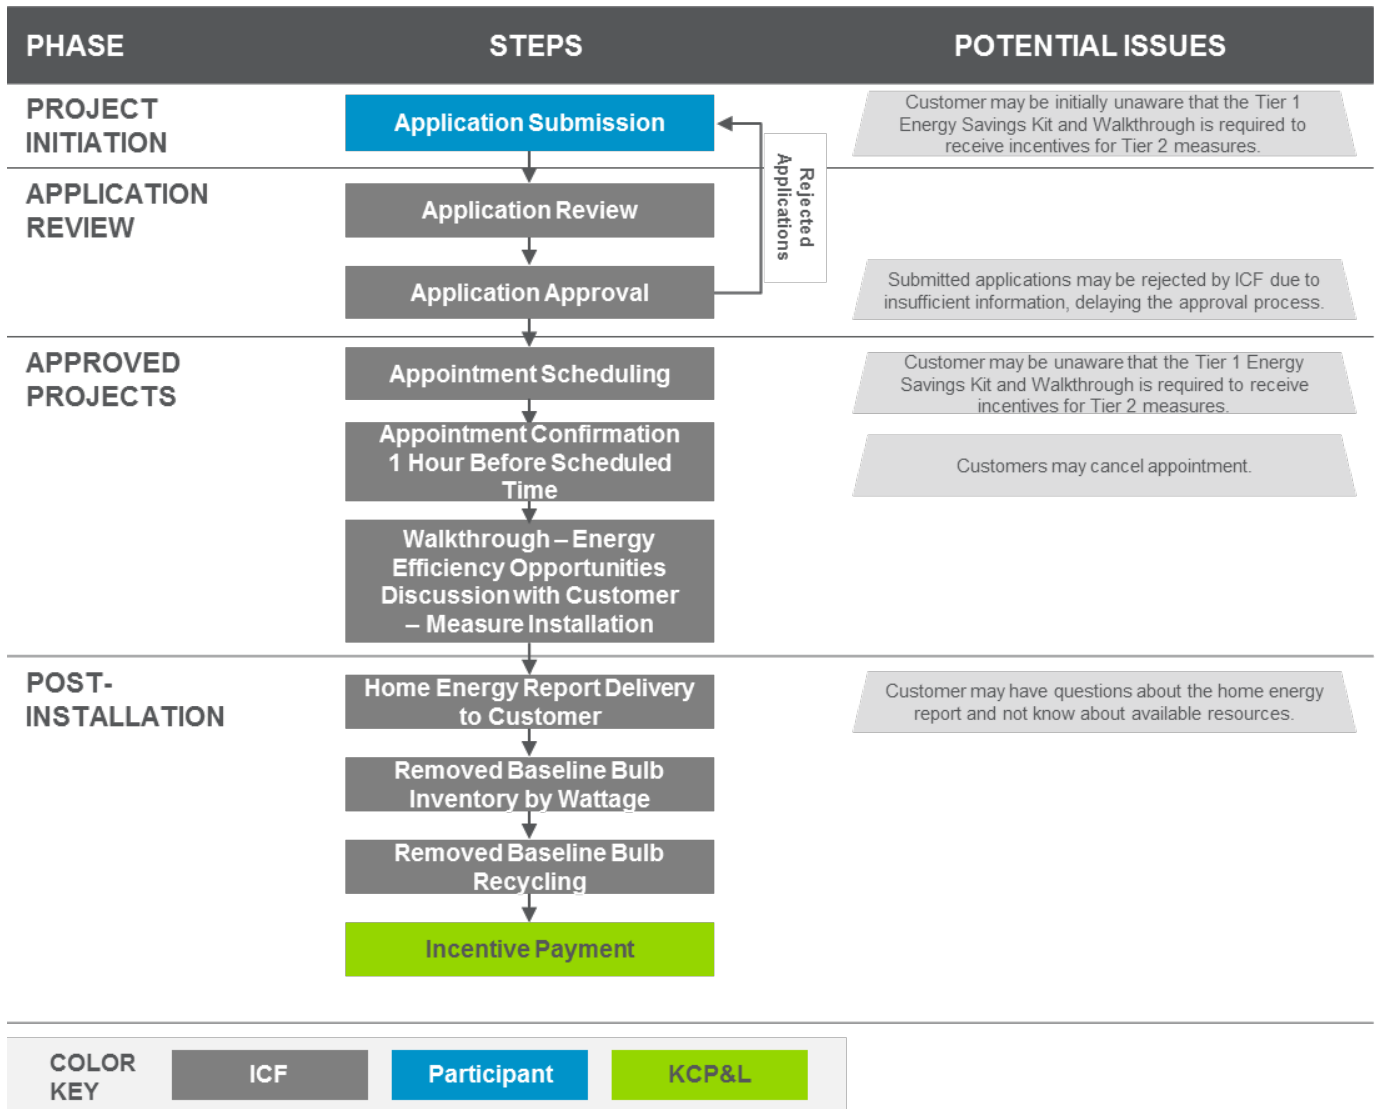 PHASE
STEPS
POTENTIAL ISSUES
PROJECT
INITIATION
Application Submission
Customer may be initially unaware that the Tier 1
Energy Savings Kit and Walkthrough is required to
receive incentives for Tier 2 measures.
Rejected
Applications
APPLICATION
REVIEW
Application Review
Application Approval
Submitted applications may be rejected by ICF due to
insufficient information, delaying the approval process.
APPROVED
PROJECTS
Appointment Scheduling
Customer may be unaware that the Tier 1 Energy
Savings Kit and Walkthrough is required to receive
incentives for Tier 2 measures.
Appointment Confirmation
1 Hour Before Scheduled
Time
Customers may cancel appointment.
Walkthrough – Energy
Efficiency Opportunities
Discussion with Customer
– Measure Installation
POST-
INSTALLATION
Home Energy Report Delivery
to Customer
Customer may have questions about the home energy
report and not know about available resources.
Removed Baseline Bulb
Inventory by Wattage
Removed Baseline Bulb
Recycling
Incentive Payment
COLOR
KEY
ICF
Participant
KCP&L